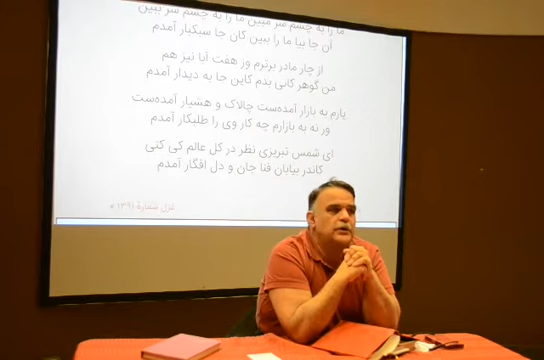 ما را به چشم سر مبین ما را به چشم سر ببین
آن جا بیا ما را ببین کان جا سبکبار آمدم
از چار مادر برترم وز هفت آبا نیز هم
من گوهر کانی بدم کاین جا به دیدار آمدم
یارم به بازار آمده‌ست چالاک و هشیار آمده‌ست
ور نه به بازارم چه کار وی را طلبکار آمدم
ای شمس تبریزی نظر در کل عالم کی کنی
کاندر بیابان فنا جان و دل افگار آمدم
غزل شمارهٔ ۱۳۹۱